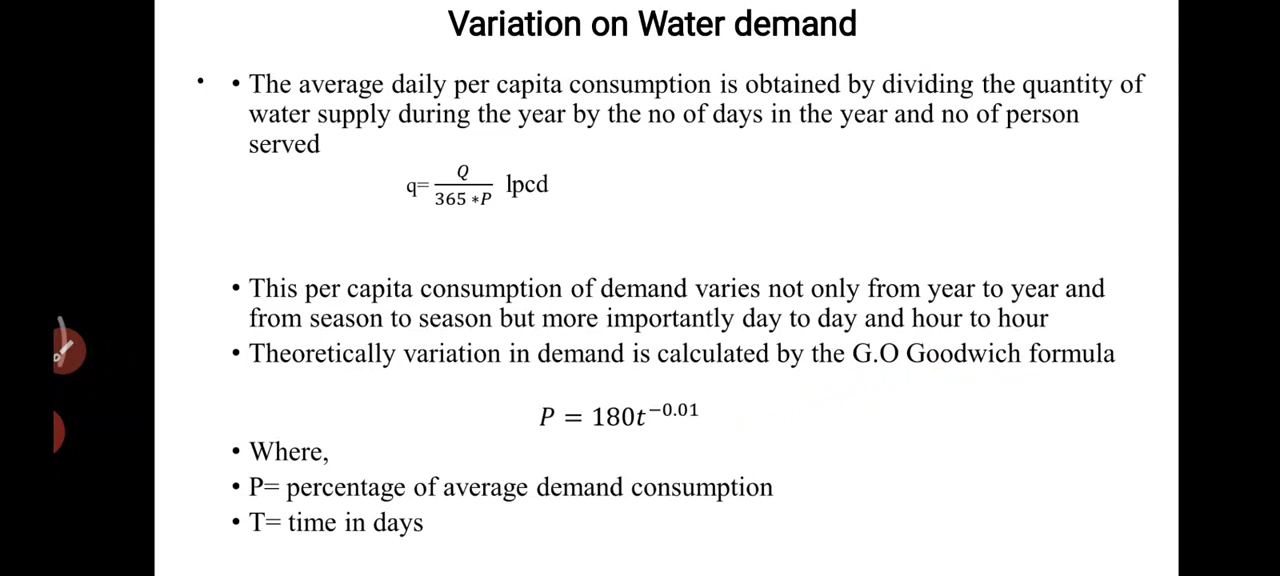 Variation on Water demand
• • The average daily per capita consumption is obtained by dividing the quantity of
water supply during the year by the no of days in the year and no of person
served
q= Q / 365 *P lpcd
• This per capita consumption of demand varies not only from year to year and
from season to season but more importantly day to day and hour to hour
• Theoretically variation in demand is calculated by the G.O Goodwich formula
P = 180t⁻⁰·⁰¹
• Where,
• P= percentage of average demand consumption
• T= time in days